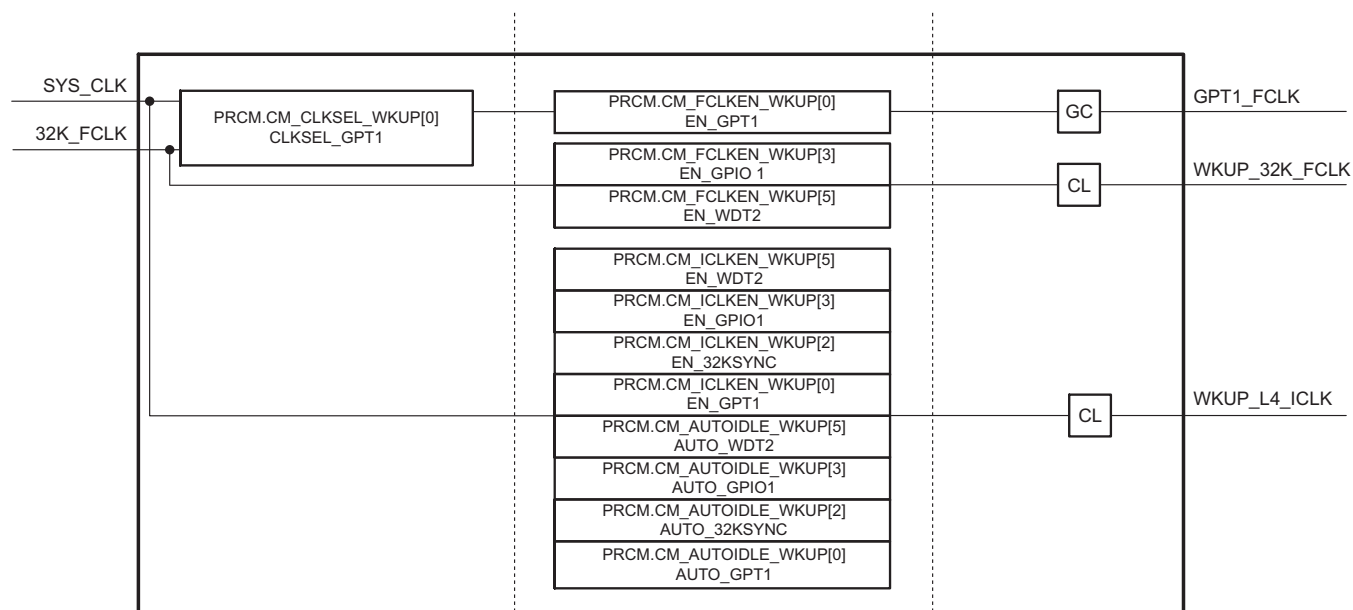 SYS_CLK
32K_FCLK
PRCM.CM_CLKSEL_WKUP[0]
CLKSEL_GPT1
PRCM.CM_FCLKEN_WKUP[0]
EN_GPT1
GC
GPT1_FCLK
PRCM.CM_FCLKEN_WKUP[3]
EN_GPIO 1
PRCM.CM_FCLKEN_WKUP[5]
EN_WDT2
CL
WKUP_32K_FCLK
PRCM.CM_ICLKEN_WKUP[5]
EN_WDT2
PRCM.CM_ICLKEN_WKUP[3]
EN_GPIO1
PRCM.CM_ICLKEN_WKUP[2]
EN_32KSYNC
PRCM.CM_ICLKEN_WKUP[0]
EN_GPT1
PRCM.CM_AUTOIDLE_WKUP[5]
AUTO_WDT2
PRCM.CM_AUTOIDLE_WKUP[3]
AUTO_GPIO1
PRCM.CM_AUTOIDLE_WKUP[2]
AUTO_32KSYNC
PRCM.CM_AUTOIDLE_WKUP[0]
AUTO_GPT1
CL
WKUP_L4_ICLK